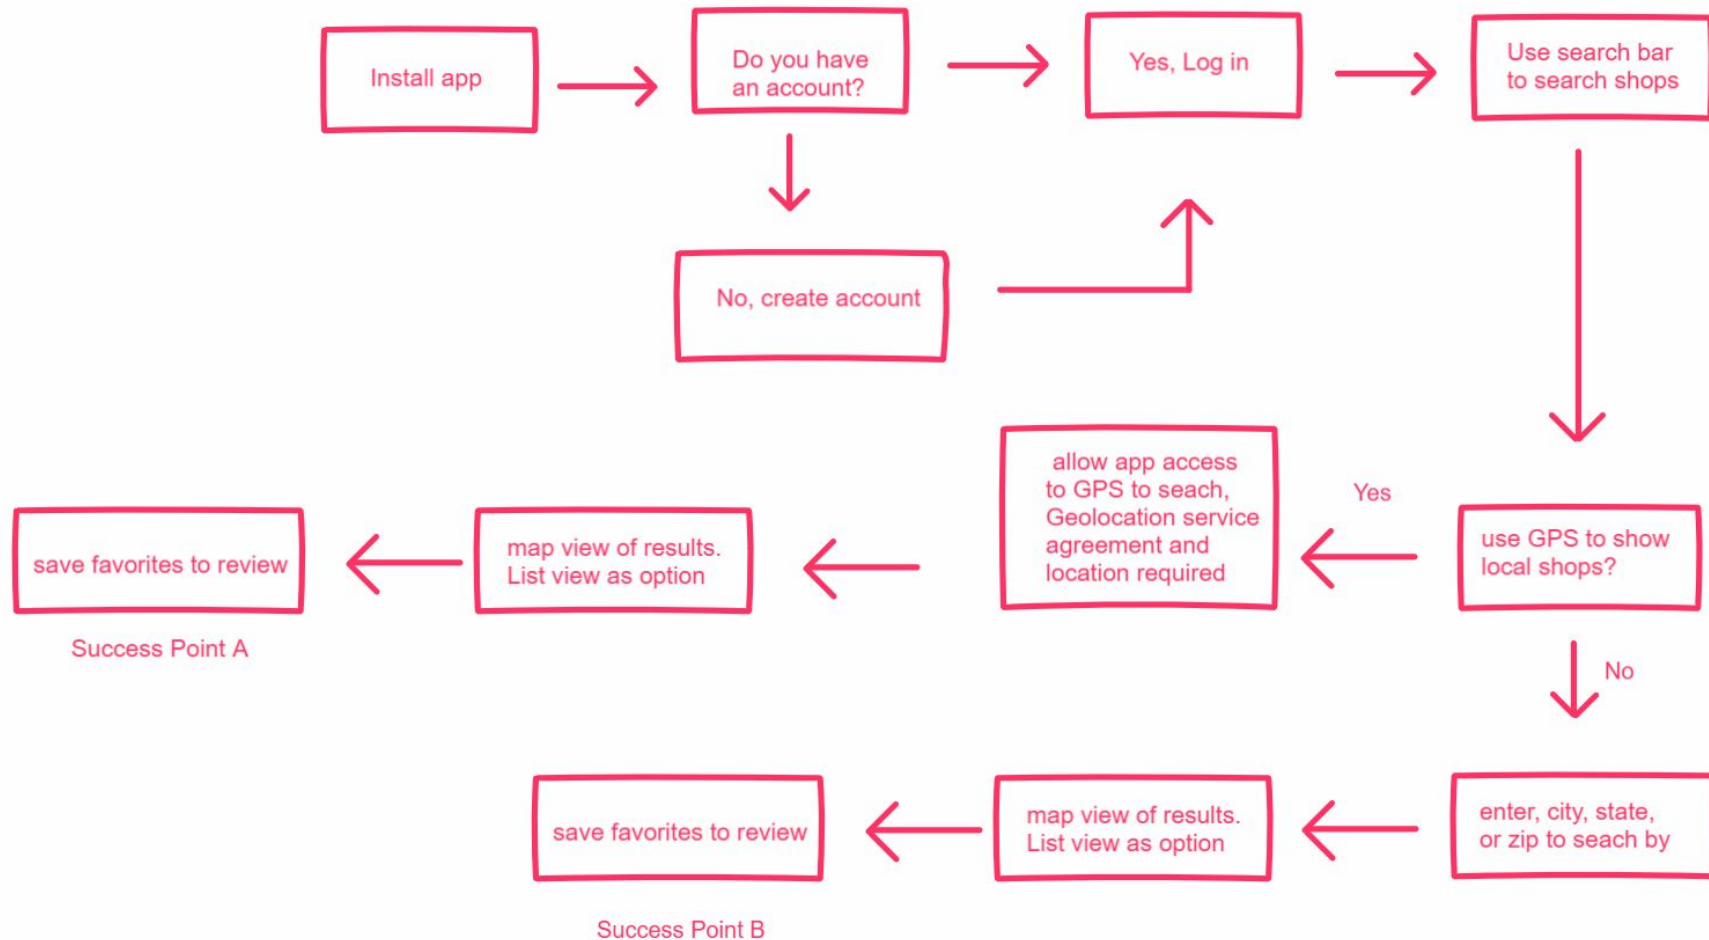 Install app
Do you have
an account?
Yes, Log in
Use search bar
to search shops
No, create account
allow app access
to GPS to seach,
Geolocation service
agreement and
location required
Yes
use GPS to show
local shops?
map view of results.
List view as option
save favorites to review
Success Point A
No
enter, city, state,
or zip to seach by
map view of results.
List view as option
save favorites to review
Success Point B